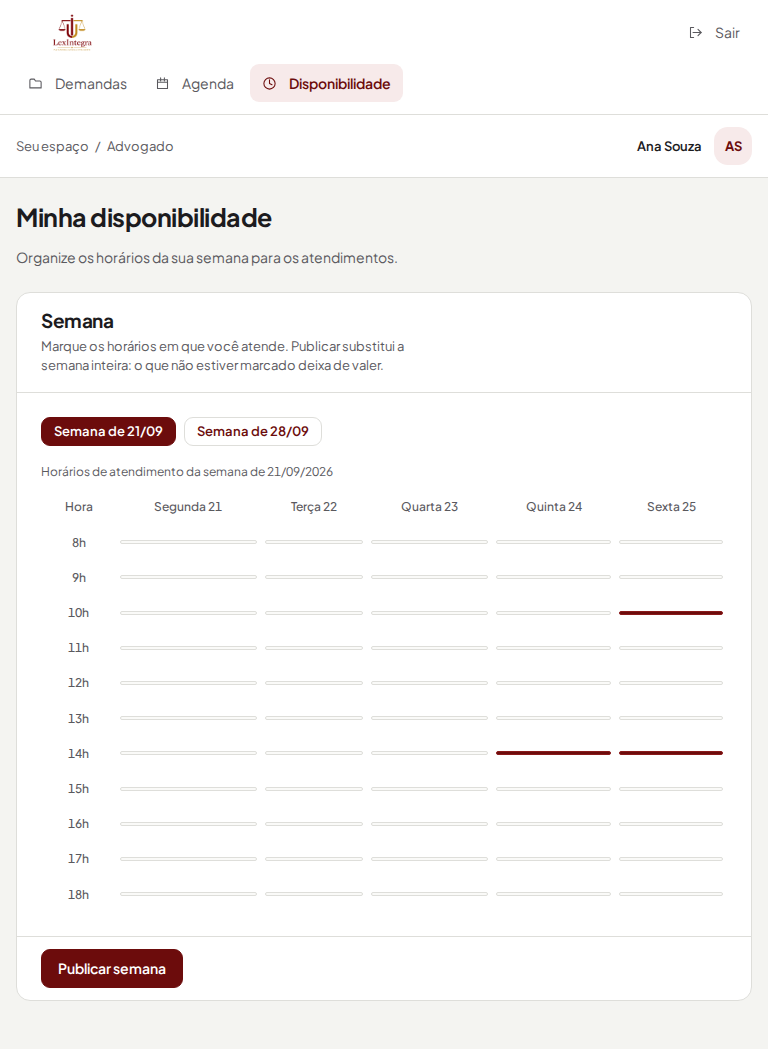 LexIntegra
Sair
Demandas
Agenda
Disponibilidade
Seu espaço / Advogado
Ana Souza
AS
Minha disponibilidade
Organize os horários da sua semana para os atendimentos.
Semana
Marque os horários em que você atende. Publicar substitui a
semana inteira: o que não estiver marcado deixa de valer.
Semana de 21/09
Semana de 28/09
Horários de atendimento da semana de 21/09/2026
Hora Segunda 21 Terça 22 Quarta 23 Quinta 24 Sexta 25
8h
9h
10h
11h
12h
13h
14h
15h
16h
17h
18h
Publicar semana